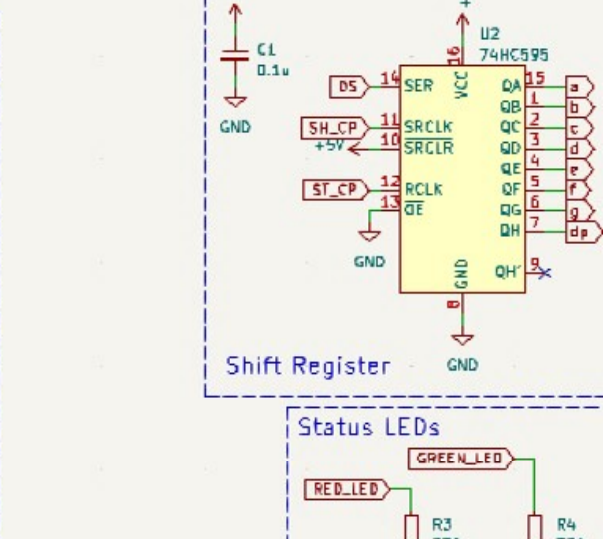 C1
0.1u
GND
U2
74HC595
16
VCC
DS
14
SER
SH_CP
11
SRCLK
+5V
10
SRCLR
ST_CP
12
RCLK
13
OE
GND
QA
15
a
QB
1
b
QC
2
c
QD
3
d
QE
4
e
QF
5
f
QG
6
g
QH
7
dp
QH'
9
GND
8
GND
Shift Register
Status LEDs
GREEN_LED
RED_LED
R3
R4